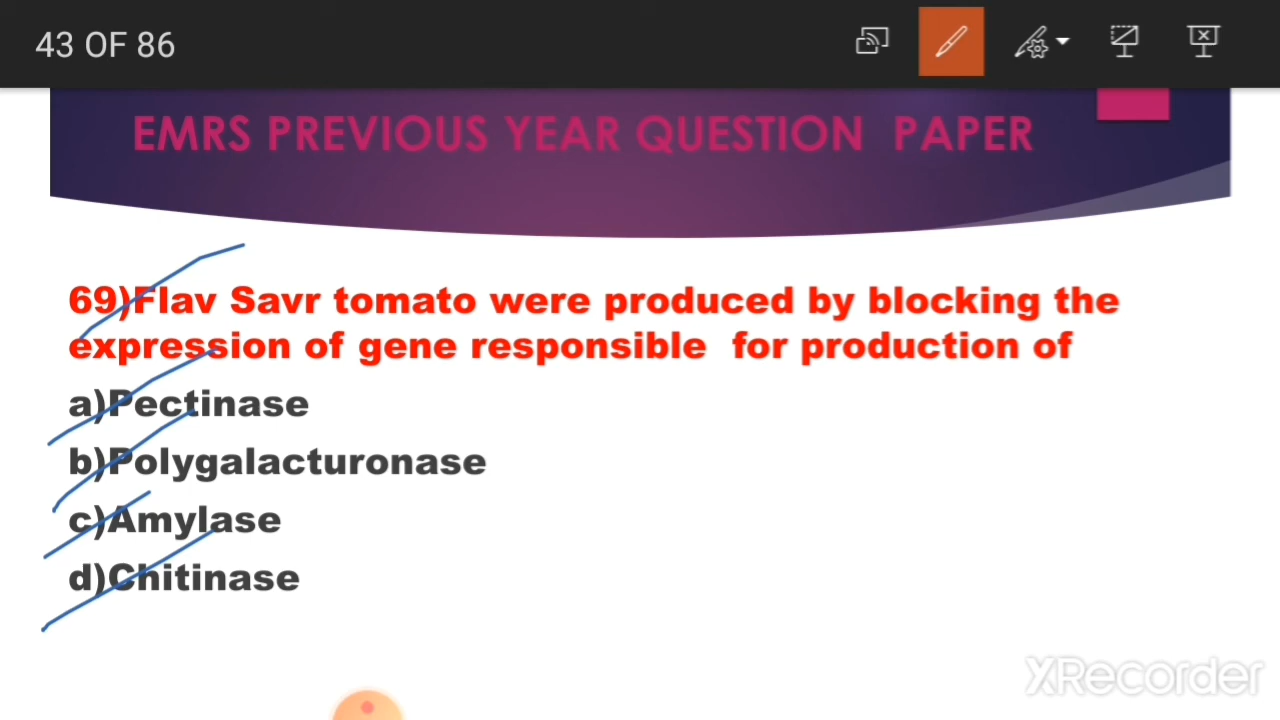 43 OF 86
EMRS PREVIOUS YEAR QUESTION PAPER
69)Flav Savr tomato were produced by blocking the
expression of gene responsible for production of
a)Pectinase
b)Polygalacturonase
c)Amylase
d)Chitinase
XRecorder